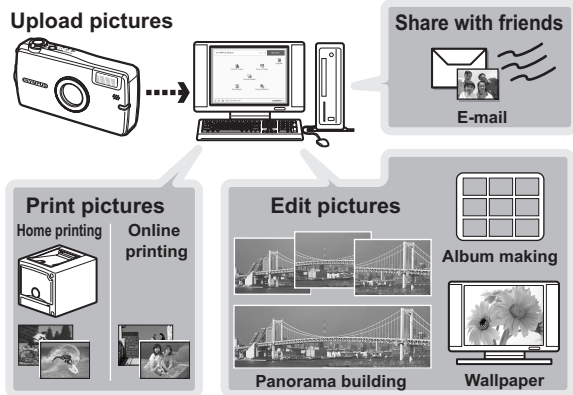 Upload pictures
Share with friends
E-mail
Print pictures
Home printing
Online
printing
Edit pictures
Album making
Panorama building
Wallpaper